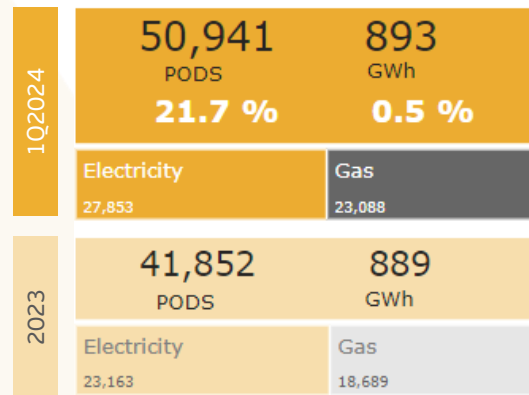 1Q2024
50,941 893
PODS GWh
21.7 % 0.5 %
Electricity Gas
27,853 23,088
2023
41,852 889
PODS GWh
Electricity Gas
23,163 18,689